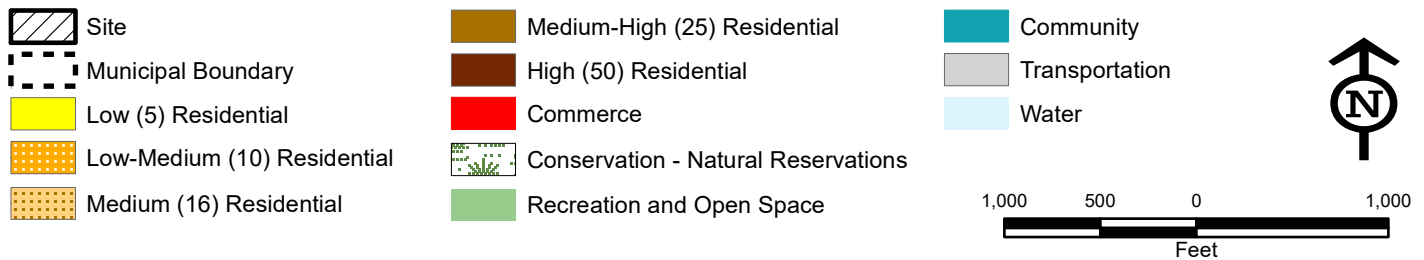 Site
Municipal Boundary
Low (5) Residential
Low-Medium (10) Residential
Medium (16) Residential
Medium-High (25) Residential
High (50) Residential
Commerce
Conservation - Natural Reservations
Recreation and Open Space
Community
Transportation
Water
N
1,000 500 0 1,000
Feet